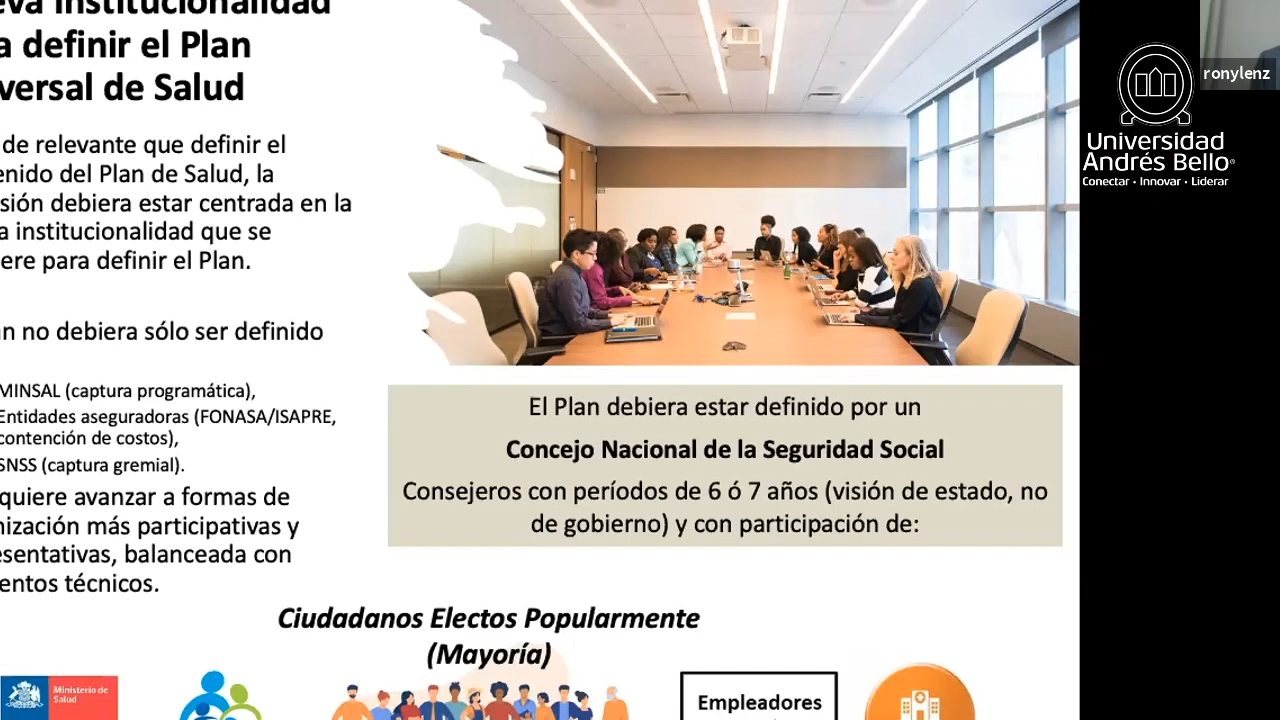 eva institucionalidad
a definir el Plan
versal de Salud
de relevante que definir el
enido del Plan de Salud, la
sión debiera estar centrada en la
a institucionalidad que se
iere para definir el Plan.
an no debiera sólo ser definido
MINSAL (captura programática),
Entidades aseguradoras (FONASA/ISAPRE,
contención de costos),
SNSS (captura gremial).
quiere avanzar a formas de
nización más participativas y
esentativas, balanceada con
entos técnicos.
El Plan debiera estar definido por un
Concejo Nacional de la Seguridad Social
Consejeros con períodos de 6 ó 7 años (visión de estado, no
de gobierno) y con participación de:
Ciudadanos Electos Popularmente
(Mayoría)
Ministerio de
Salud
Empleadores
ronylenz
Universidad
Andrés Bello®
Conectar · Innovar · Liderar